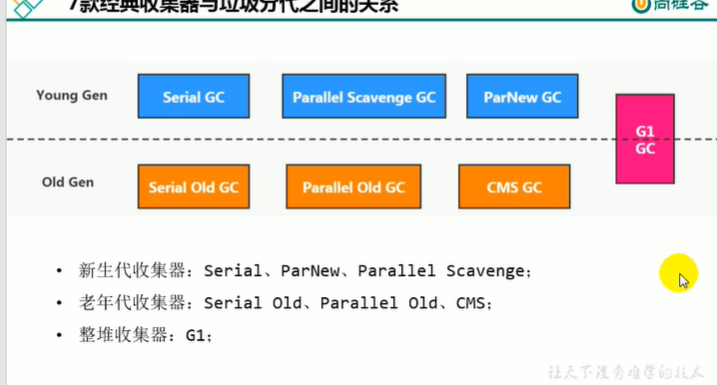 7款经典收集器与垃圾分代之间的关系
尚硅谷
Young Gen
Serial GC
Parallel Scavenge GC
ParNew GC
G1
GC
Old Gen
Serial Old GC
Parallel Old GC
CMS GC
• 新生代收集器：Serial、ParNew、Parallel Scavenge；
• 老年代收集器：Serial Old、Parallel Old、CMS；
• 整堆收集器：G1；
让天下没有难学的技术